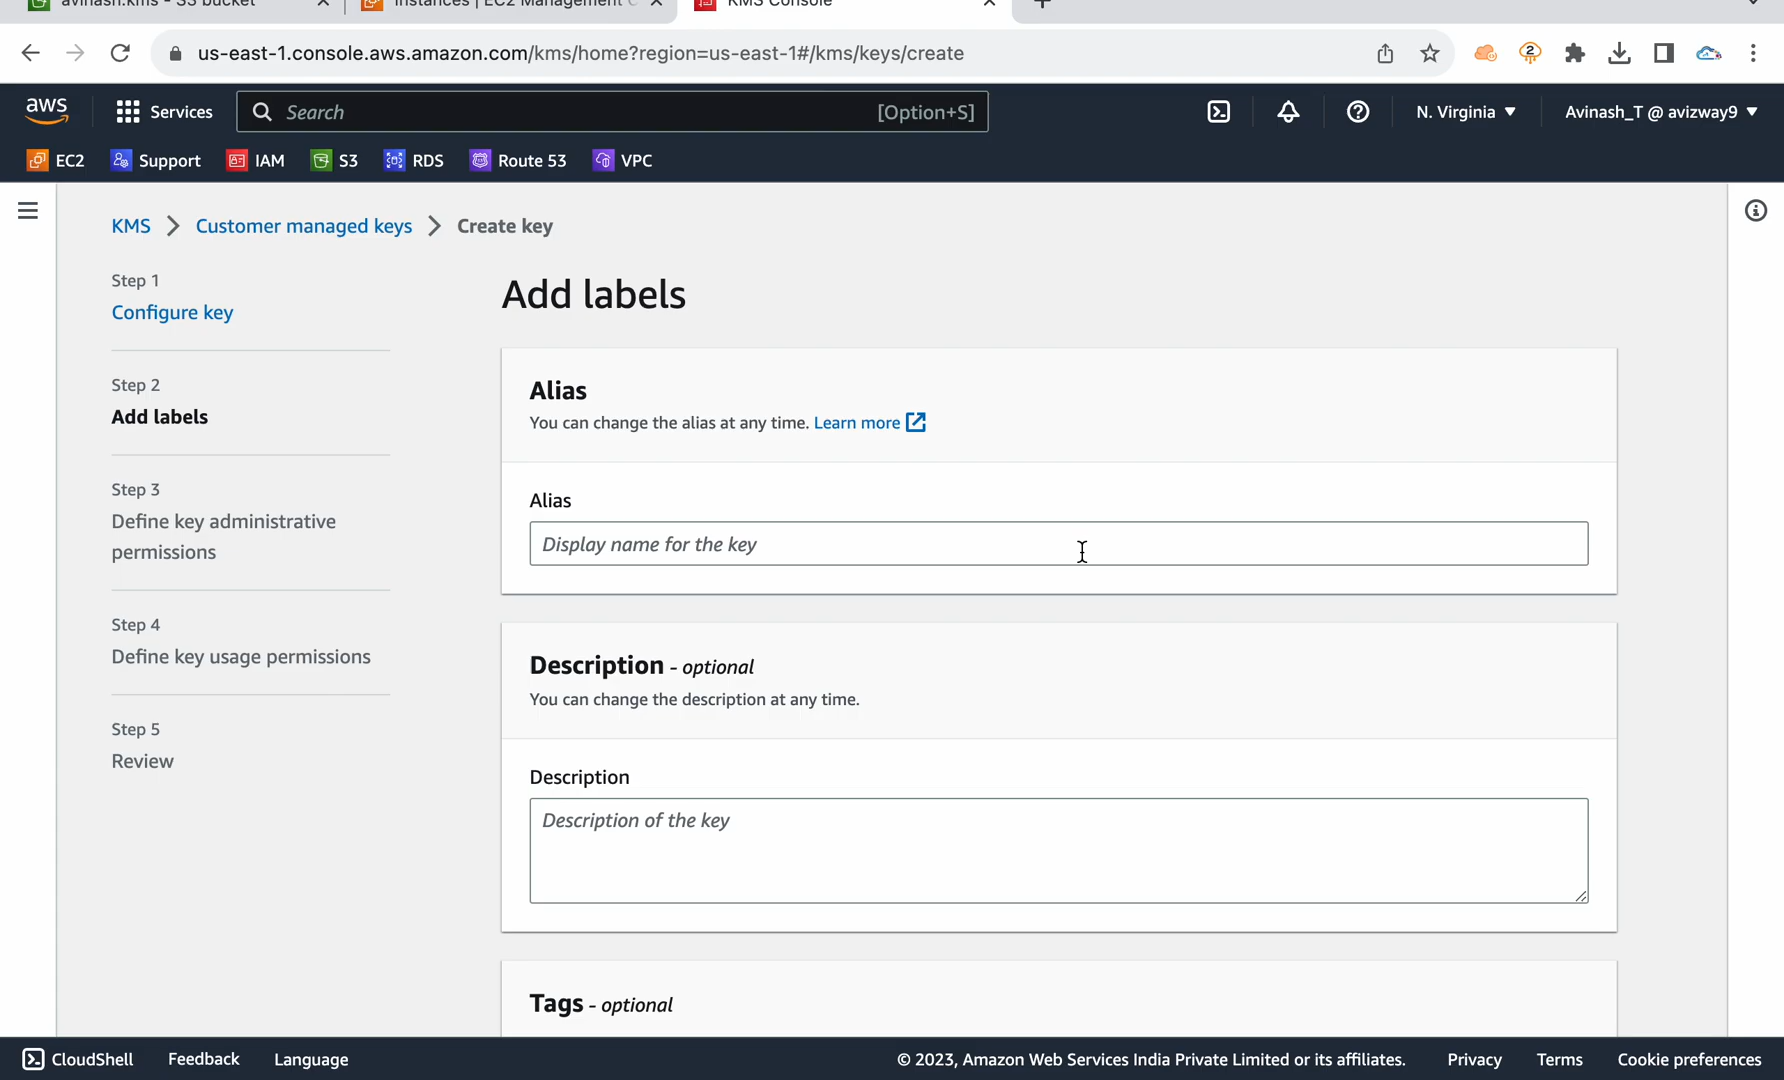 avinash.kms - S3 bucket
Instances | EC2 Management C
KMS Console
us-east-1.console.aws.amazon.com/kms/home?region=us-east-1#/kms/keys/create
2
aws
Services
Search
[Option+S]
N. Virginia
Avinash_T @ avizway9
EC2
Support
IAM
S3
RDS
Route 53
VPC
KMS
Customer managed keys
Create key
Step 1
Configure key
Step 2
Add labels
Step 3
Define key administrative
permissions
Step 4
Define key usage permissions
Step 5
Review
Add labels
Alias
You can change the alias at any time. Learn more
Alias
Display name for the key
Description - optional
You can change the description at any time.
Description
Description of the key
Tags - optional
CloudShell
Feedback
Language
© 2023, Amazon Web Services India Private Limited or its affiliates.
Privacy
Terms
Cookie preferences